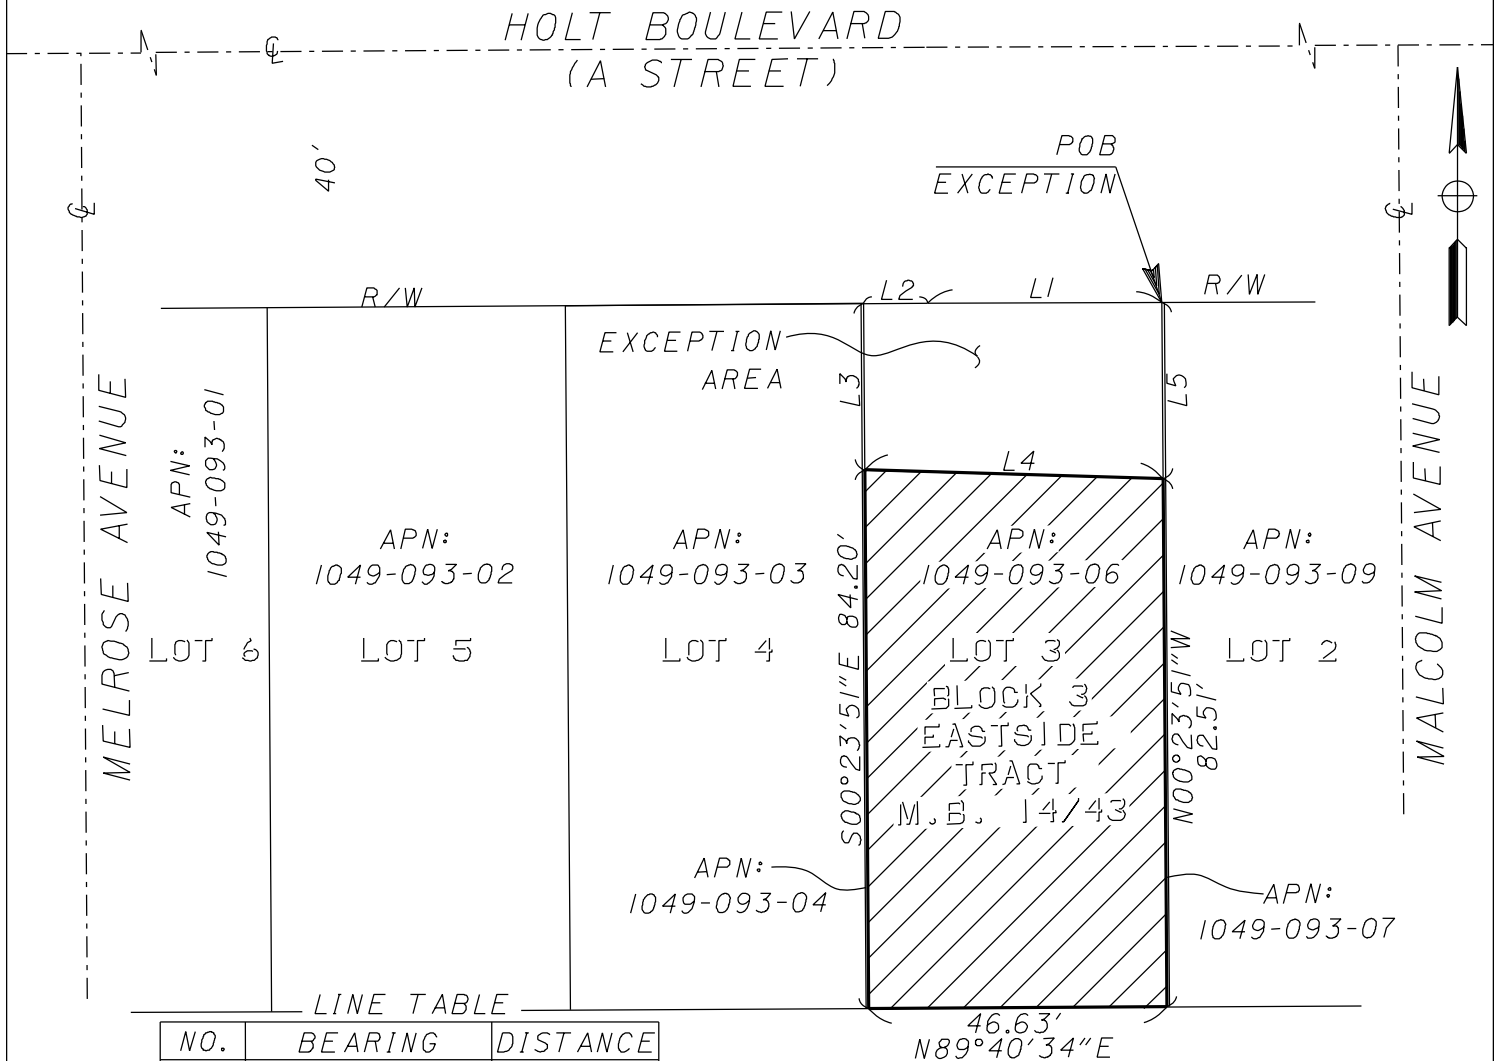 HOLT BOULEVARD
(A STREET)
℄
40'
POB
EXCEPTION
℄
℄
R/W
L2
L1
R/W
EXCEPTION
AREA
L3
L5
MELROSE AVENUE
MALCOLM AVENUE
APN:
1049-093-01
L4
APN:
1049-093-02
APN:
1049-093-03
APN:
1049-093-06
APN:
1049-093-09
LOT 6
LOT 5
LOT 4
LOT 3
LOT 2
BLOCK 3
EASTSIDE
TRACT
M.B. 14/43
S00°23'51"E 84.20'
N00°23'51"W
82.51'
APN:
1049-093-04
APN:
1049-093-07
LINE TABLE
NO. BEARING DISTANCE
46.63'
N89°40'34"E